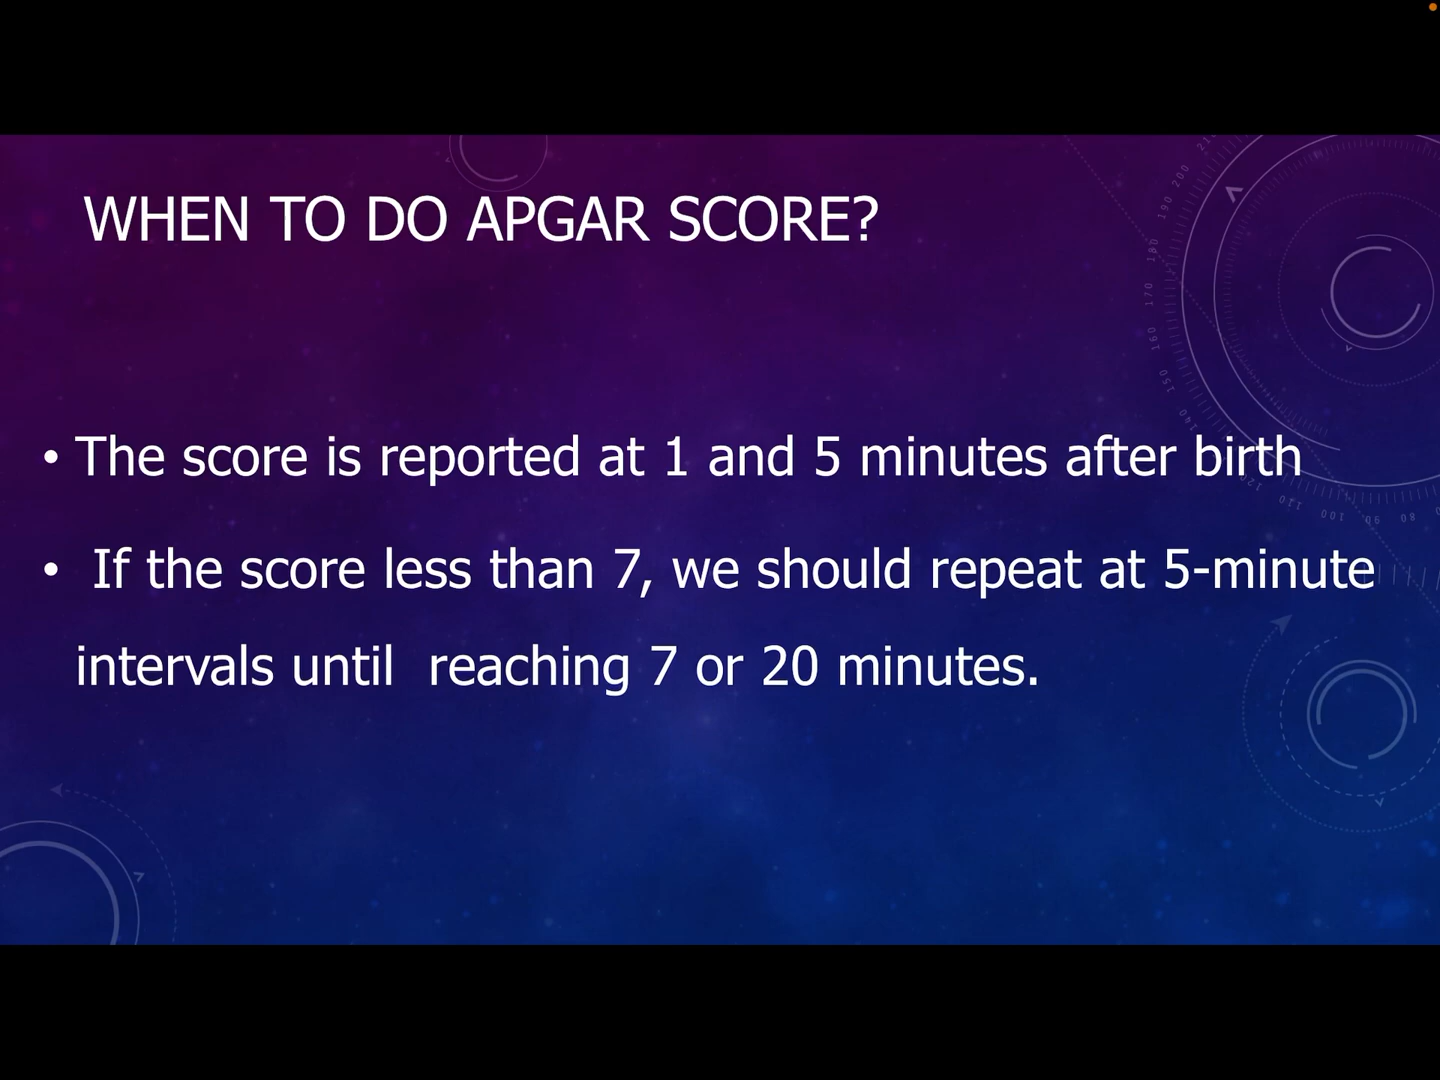 WHEN TO DO APGAR SCORE?
• The score is reported at 1 and 5 minutes after birth
• If the score less than 7, we should repeat at 5-minute
intervals until  reaching 7 or 20 minutes.